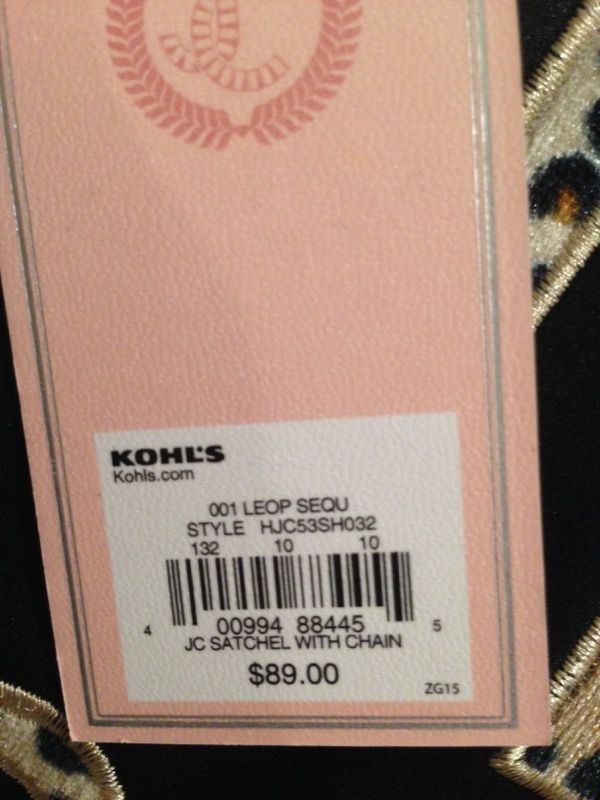 KOHL'S
Kohls.com
001 LEOP SEQU
STYLE HJC53SH032
132 10 10
4 00994 88445 5
JC SATCHEL WITH CHAIN
$89.00
ZG15